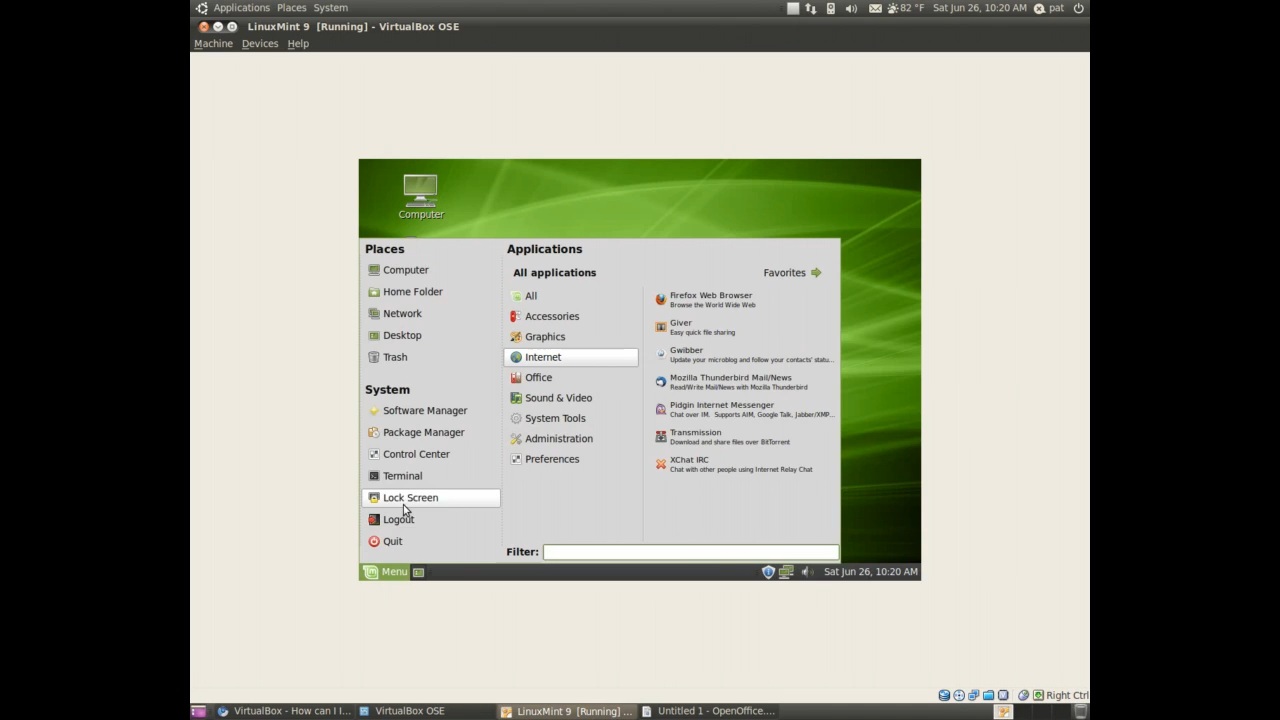 Applications Places System
82 °F Sat Jun 26, 10:20 AM pat
LinuxMint 9 [Running] - VirtualBox OSE
Machine Devices Help
Computer
Places
Computer
Home Folder
Network
Desktop
Trash
System
Software Manager
Package Manager
Control Center
Terminal
Lock Screen
Logout
Quit
Applications
All applications
Favorites
All
Accessories
Graphics
Internet
Office
Sound & Video
System Tools
Administration
Preferences
Firefox Web Browser
Browse the World Wide Web
Giver
Easy quick file sharing
Gwibber
Update your microblog and follow your contacts' statu...
Mozilla Thunderbird Mail/News
Read/Write Mail/News with Mozilla Thunderbird
Pidgin Internet Messenger
Chat over IM. Supports AIM, Google Talk, Jabber/XMP...
Transmission
Download and share files over BitTorrent
XChat IRC
Chat with other people using Internet Relay Chat
Filter:
Menu
Sat Jun 26, 10:20 AM
Right Ctrl
VirtualBox - How can I I...
VirtualBox OSE
LinuxMint 9 [Running] ...
Untitled 1 - OpenOffice....